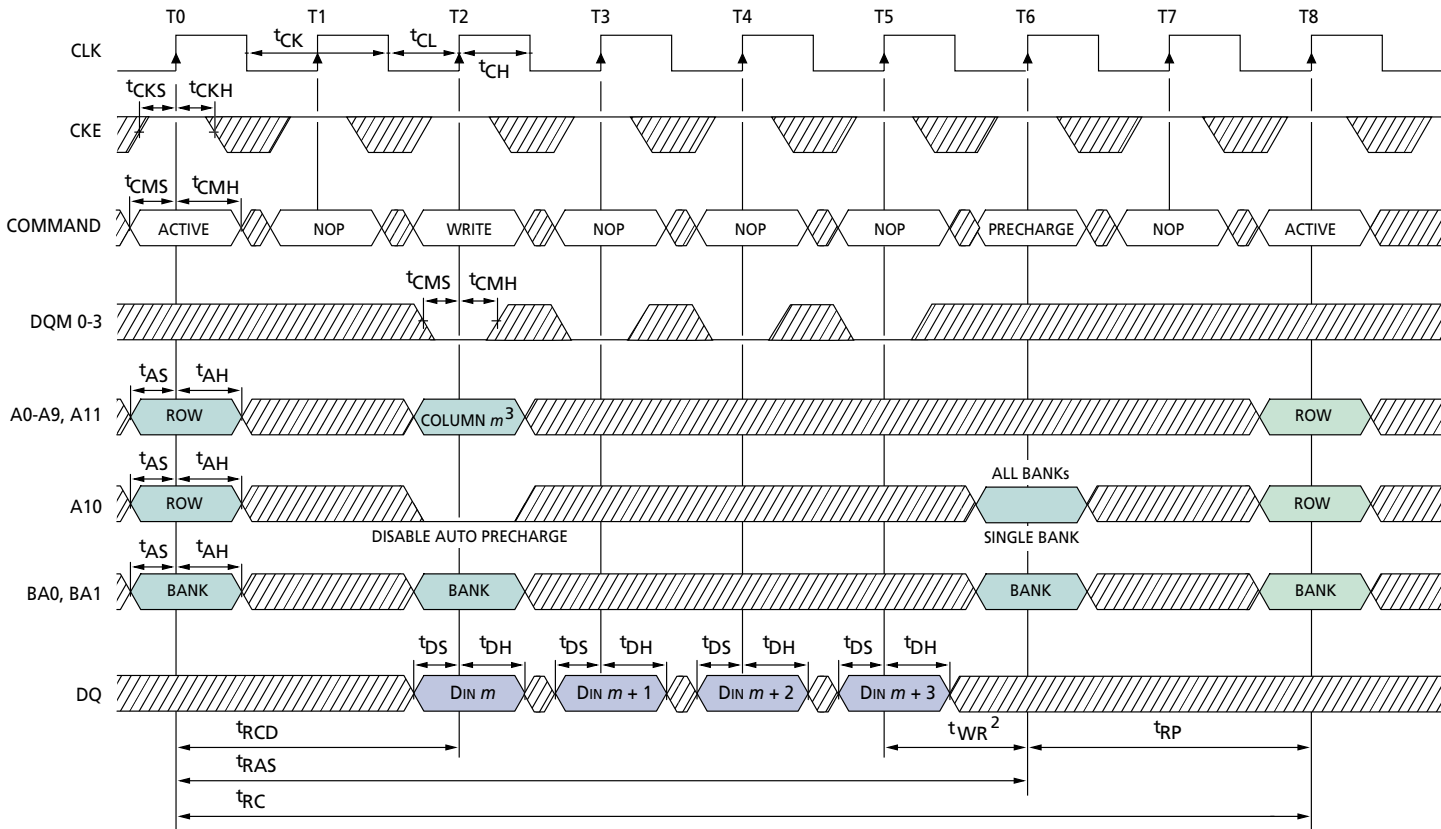 T0 T1 T2 T3 T4 T5 T6 T7 T8
CLK tCK tCL tCH
tCKS tCKH
CKE
tCMS tCMH
COMMAND ACTIVE NOP WRITE NOP NOP NOP PRECHARGE NOP ACTIVE
tCMS tCMH
DQM 0-3
tAS tAH
A0-A9, A11 ROW COLUMN m3 ROW
tAS tAH ALL BANKs
A10 ROW ROW
DISABLE AUTO PRECHARGE SINGLE BANK
tAS tAH
BA0, BA1 BANK BANK BANK BANK
tDS tDH tDS tDH tDS tDH tDS tDH
DQ DIN m DIN m + 1 DIN m + 2 DIN m + 3
tRCD tWR2 tRP
tRAS
tRC